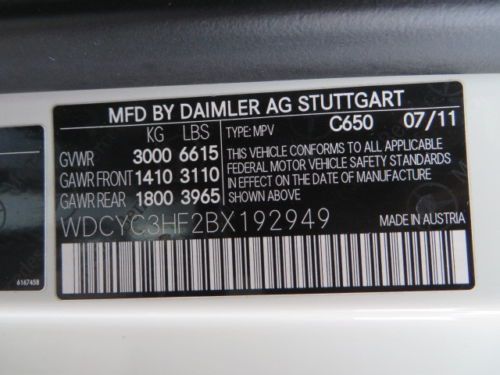 MFD BY DAIMLER AG STUTTGART
KG LBS TYPE: MPV C650 07/11
GVWR 3000 6615
GAWR FRONT 1410 3110
GAWR REAR 1800 3965
THIS VEHICLE CONFORMS TO ALL APPLICABLE
FEDERAL MOTOR VEHICLE SAFETY STANDARDS
IN EFFECT ON THE DATE OF MANUFACTURE
SHOWN ABOVE
WDCYC3HF2BX192949
MADE IN AUSTRIA
6167458